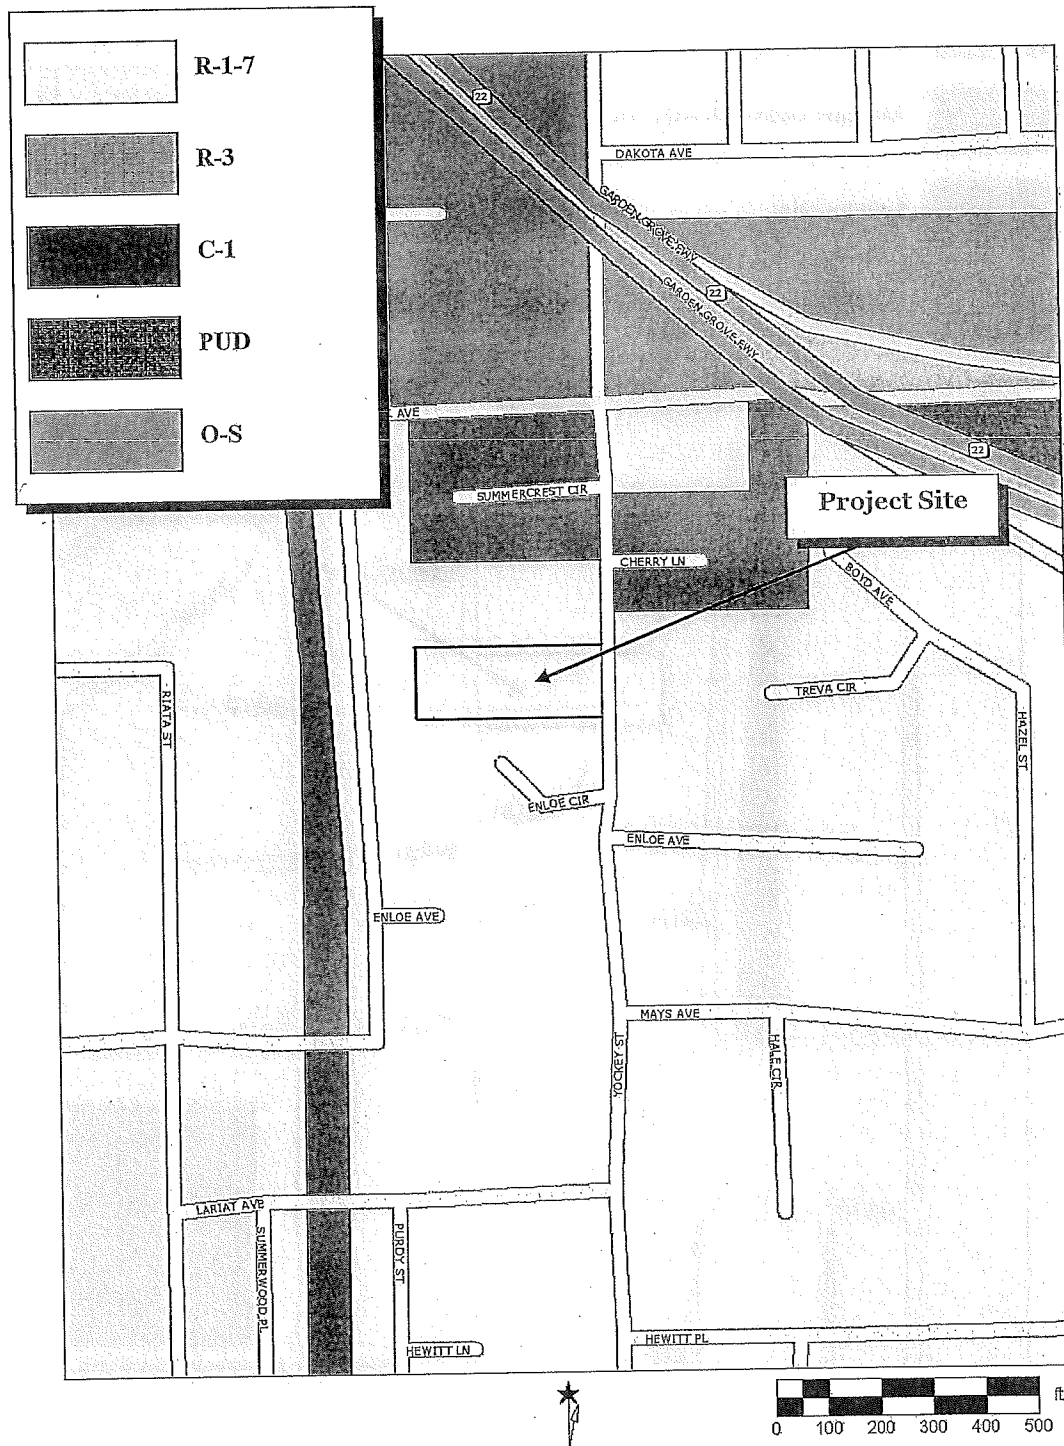 R-1-7
R-3
C-1
PUD
O-S
22
DAKOTA AVE
GARDEN GROVE FWY
22
GARDEN GROVE FWY
AVE
22
SUMMERCREST CIR
Project Site
CHERRY LN
BOYD AVE
TREVA CIR
RIATA ST
HAZEL ST
ENLOE CIR
ENLOE AVE
ENLOE AVE
MAYS AVE
YOCKEY ST
HALE CIR
LARIAT AVE
SUMMERWOOD PL
PURDY ST
HEWITT LN
HEWITT PL
ft
0 100 200 300 400 500